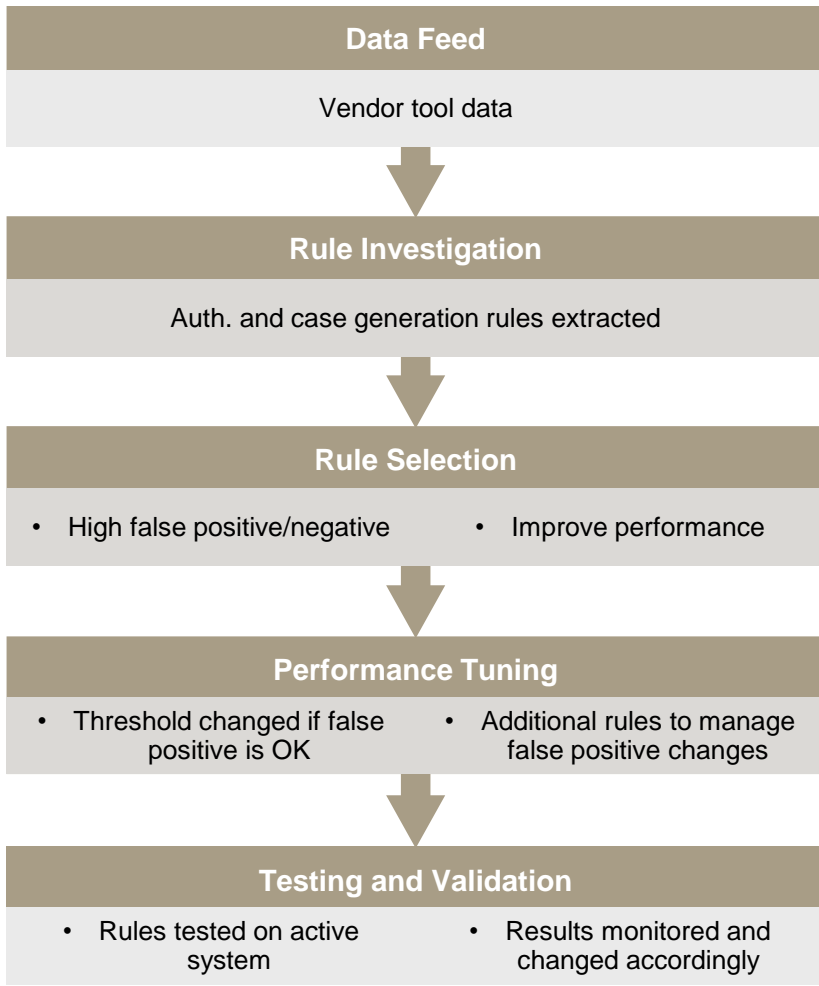 Data Feed
Vendor tool data
Rule Investigation
Auth. and case generation rules extracted
Rule Selection
• High false positive/negative
• Improve performance
Performance Tuning
• Threshold changed if false
positive is OK
• Additional rules to manage
false positive changes
Testing and Validation
• Rules tested on active
system
• Results monitored and
changed accordingly